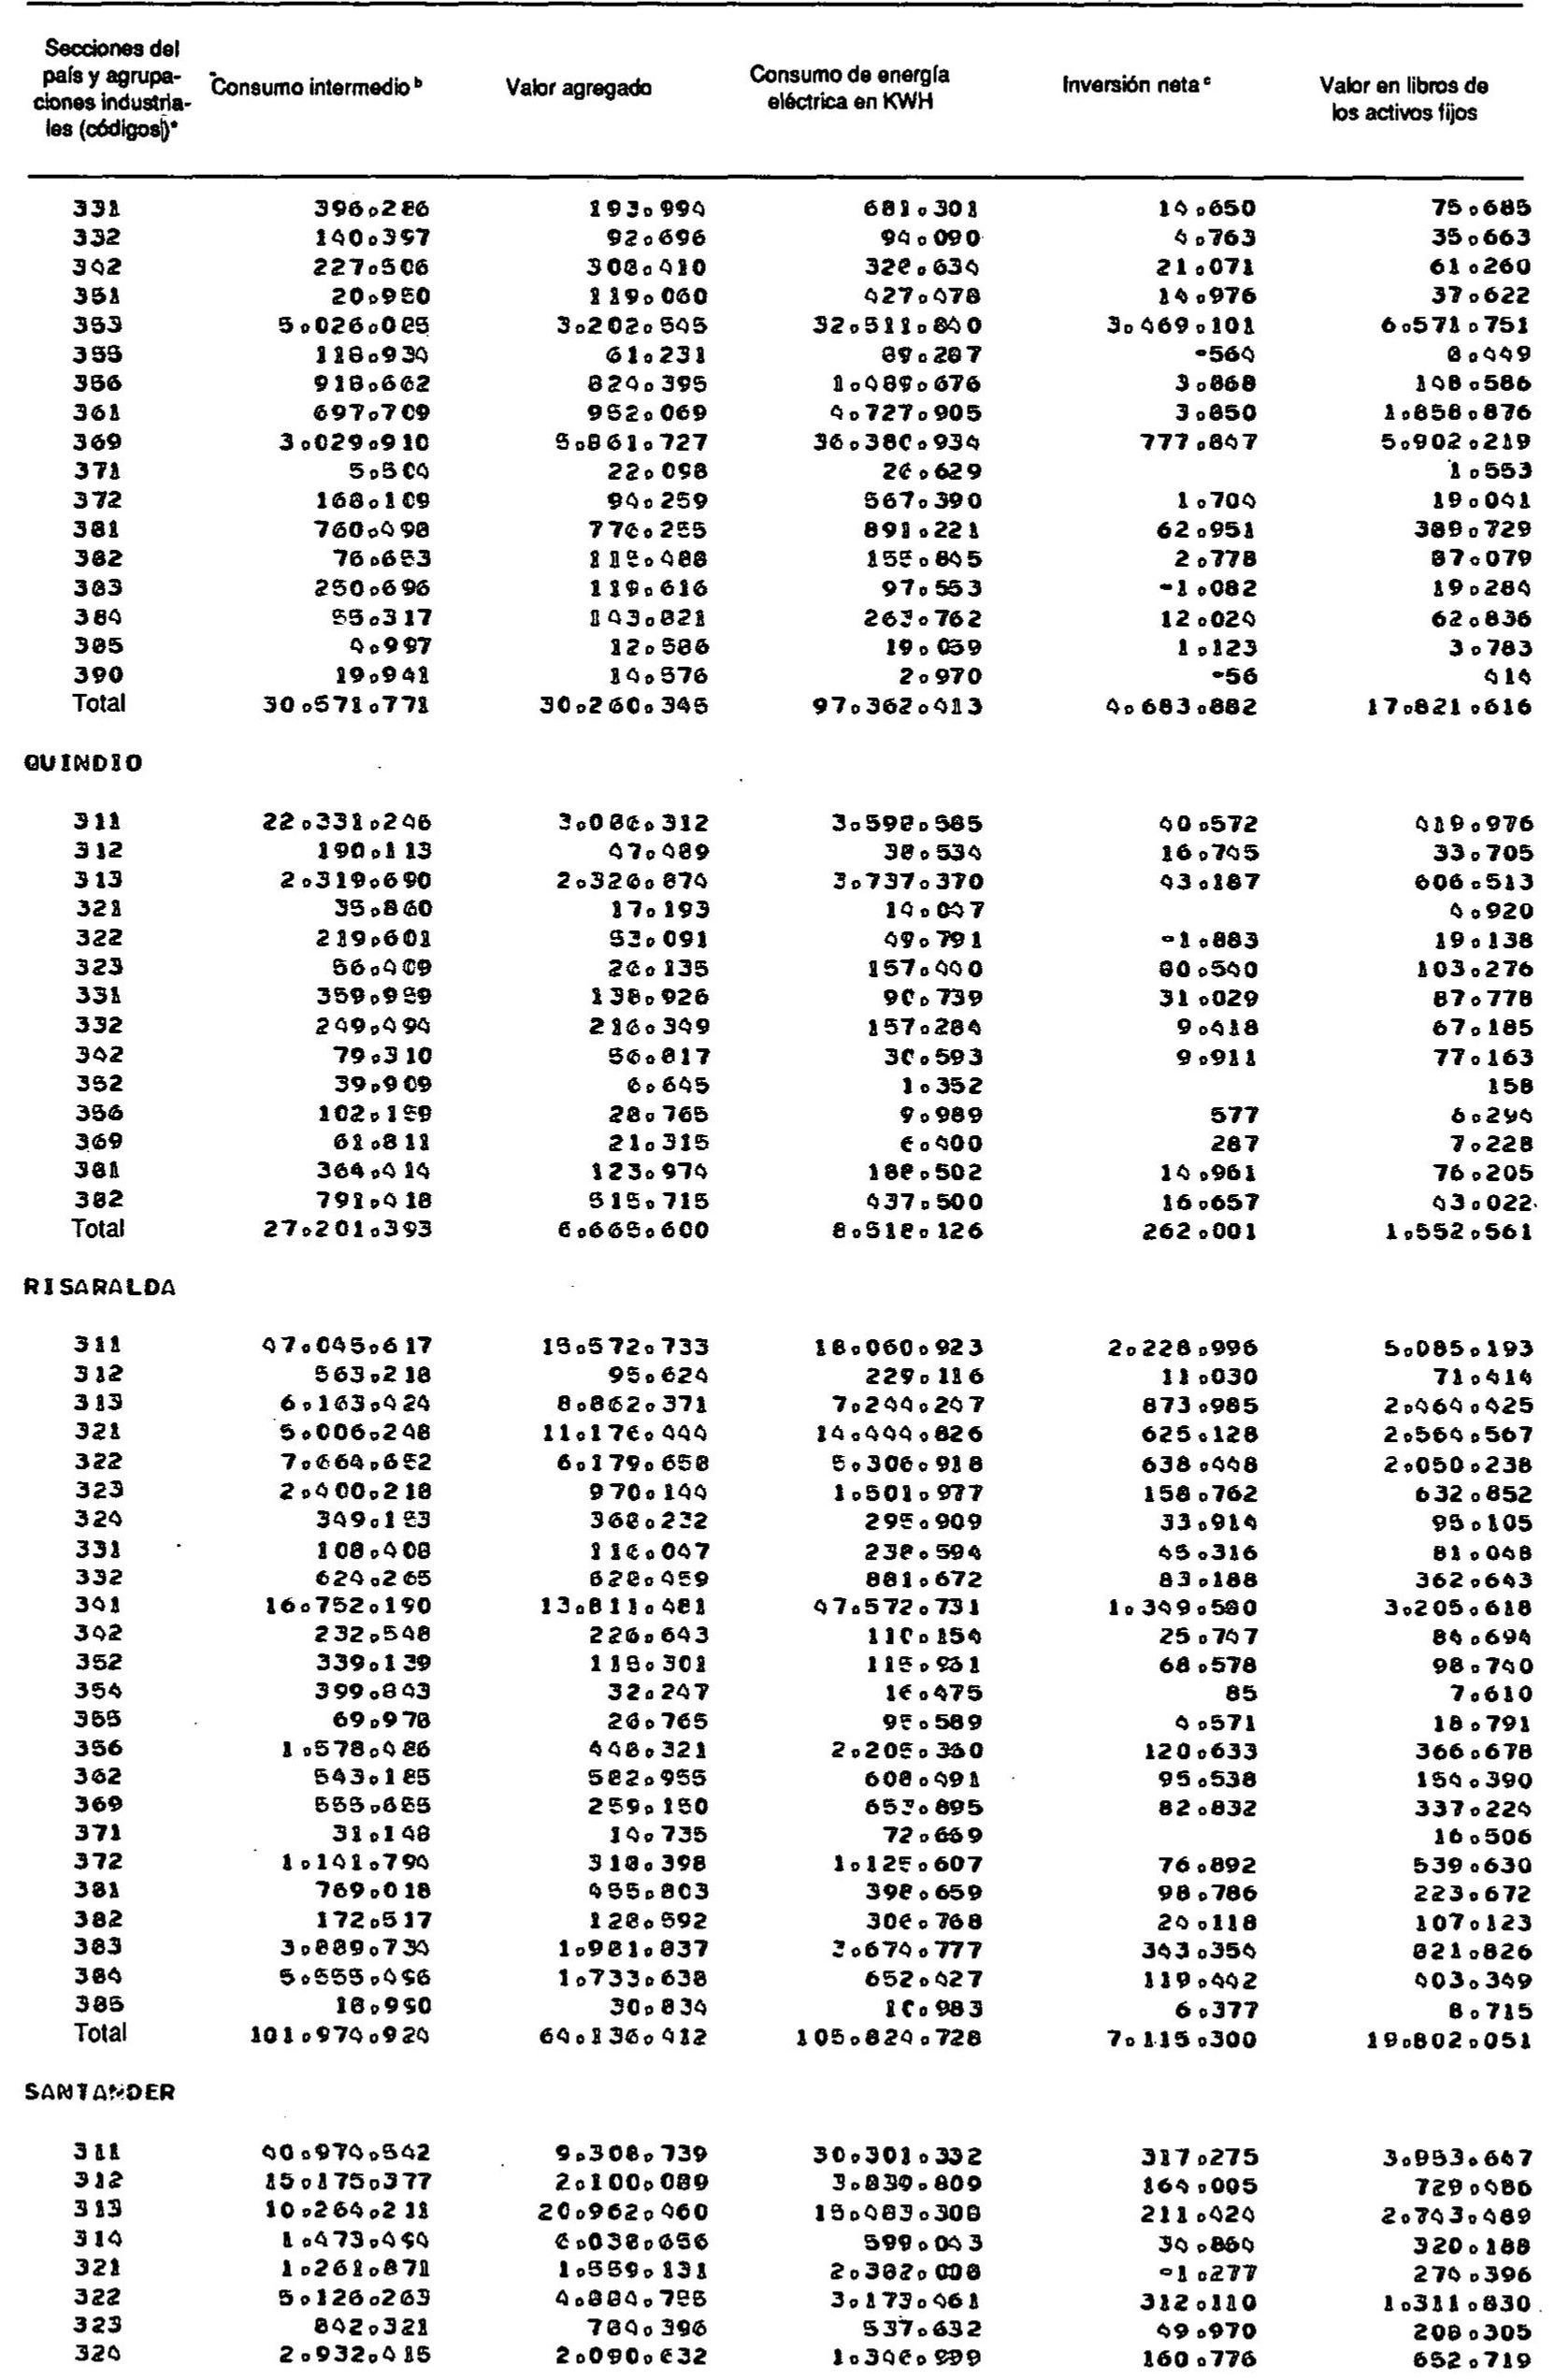 Secciones del país y agrupaciones industriales (códigos)ª Consumo intermedio b Valor agregado Consumo de energía eléctrica en KWH Inversión neta c Valor en libros de los activos fijos
331 396.286 193.994 681.301 14.650 75.685
332 140.397 92.696 94.090 4.763 35.663
342 227.506 308.410 328.634 21.071 61.260
351 20.950 119.060 427.478 14.976 37.622
353 5.026.085 3.202.545 32.511.840 3.469.101 6.571.751
355 118.934 61.231 89.287 -564 8.449
356 918.662 824.395 1.489.676 3.868 148.586
361 697.709 952.069 4.727.905 3.850 1.858.876
369 3.029.910 5.861.727 36.380.934 777.847 5.902.219
371 5.504 22.098 26.629 1.553
372 168.109 94.259 567.390 1.704 19.041
381 760.498 776.255 891.221 62.951 389.729
382 76.653 115.488 155.845 2.778 87.079
383 250.696 119.616 97.553 -1.082 19.284
384 55.317 143.821 263.762 12.024 62.836
385 4.997 12.586 19.059 1.123 3.783
390 19.941 14.576 2.970 -56 414
Total 30.571.771 30.260.345 97.362.413 4.683.882 17.821.616
QUINDIO
311 22.331.246 3.086.312 3.598.585 40.572 419.976
312 190.113 47.489 38.534 16.745 33.705
313 2.319.690 2.326.874 3.737.370 43.187 606.513
321 35.860 17.193 14.047 4.920
322 219.601 53.091 49.791 -1.883 19.138
323 56.409 26.135 157.440 80.540 103.276
331 359.959 138.926 90.739 31.029 87.778
332 249.494 216.349 157.284 9.418 67.185
342 79.310 56.817 30.593 9.911 77.163
352 39.909 6.645 1.352 158
356 102.159 28.765 9.989 577 6.294
369 61.811 21.315 6.400 287 7.228
381 364.414 123.974 188.502 14.961 76.205
382 791.418 515.715 437.500 16.657 43.022
Total 27.201.393 6.665.600 8.518.126 262.001 1.552.561
RISARALDA
311 47.045.617 15.572.733 18.060.923 2.228.996 5.085.193
312 563.218 95.624 229.116 11.030 71.414
313 6.163.424 8.862.371 7.244.247 873.985 2.464.425
321 5.006.248 11.176.444 14.444.826 625.128 2.564.567
322 7.664.652 6.179.658 5.306.918 638.448 2.050.238
323 2.400.218 970.144 1.501.977 158.762 632.852
324 349.153 368.232 295.909 33.914 95.105
331 108.408 116.047 238.594 45.316 81.048
332 624.265 628.459 881.672 83.188 362.643
341 16.752.190 13.811.481 47.572.731 1.349.580 3.205.618
342 232.548 226.643 110.154 25.747 84.694
352 339.139 115.301 115.931 68.578 98.740
354 399.843 32.247 16.475 85 7.610
355 69.978 26.765 95.589 4.571 18.791
356 1.578.486 448.321 2.205.360 120.633 366.678
362 543.185 582.955 608.491 95.538 154.390
369 555.685 259.150 653.895 82.832 337.224
371 31.148 14.735 72.669 16.506
372 1.141.794 318.398 1.125.607 76.892 539.630
381 769.018 455.803 398.659 98.786 223.672
382 172.517 128.592 306.768 24.118 107.123
383 3.889.734 1.981.837 3.674.777 343.354 821.826
384 5.555.496 1.733.638 652.427 119.442 403.349
385 18.950 30.834 10.983 6.377 8.715
Total 101.974.924 64.136.412 105.824.728 7.115.300 19.802.051
SANTANDER
311 40.974.542 9.308.739 30.301.332 317.275 3.953.647
312 15.175.377 2.100.089 3.839.809 164.005 729.486
313 10.264.211 20.962.460 15.483.308 211.424 2.743.489
314 1.473.454 6.038.656 599.043 34.864 320.188
321 1.261.871 1.559.131 2.382.008 -1.277 274.396
322 5.126.263 4.884.785 3.173.461 312.110 1.311.830
323 842.321 784.396 537.632 49.970 208.305
324 2.932.415 2.090.632 1.346.999 160.776 652.719